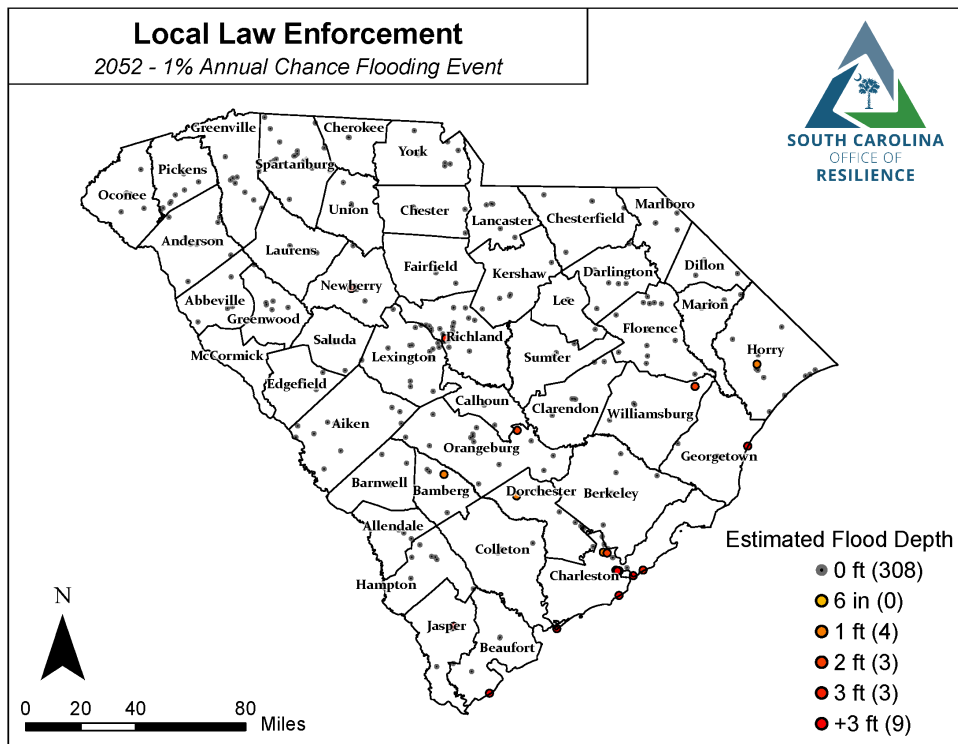 Local Law Enforcement
2052 - 1% Annual Chance Flooding Event
SOUTH CAROLINA
OFFICE OF
RESILIENCE
Greenville
Cherokee
York
Spartanburg
Pickens
Oconee
Union
Chester
Lancaster
Chesterfield
Marlboro
Anderson
Laurens
Fairfield
Kershaw
Darlington
Dillon
Newberry
Lee
Marion
Abbeville
Greenwood
Saluda
Lexington
Richland
Sumter
Florence
Horry
McCormick
Edgefield
Calhoun
Clarendon
Williamsburg
Aiken
Orangeburg
Georgetown
Barnwell
Bamberg
Dorchester
Berkeley
Allendale
Colleton
Charleston
Hampton
Jasper
Beaufort
Estimated Flood Depth
0 ft (308)
6 in (0)
1 ft (4)
2 ft (3)
3 ft (3)
+3 ft (9)
N
0 20 40 80
Miles